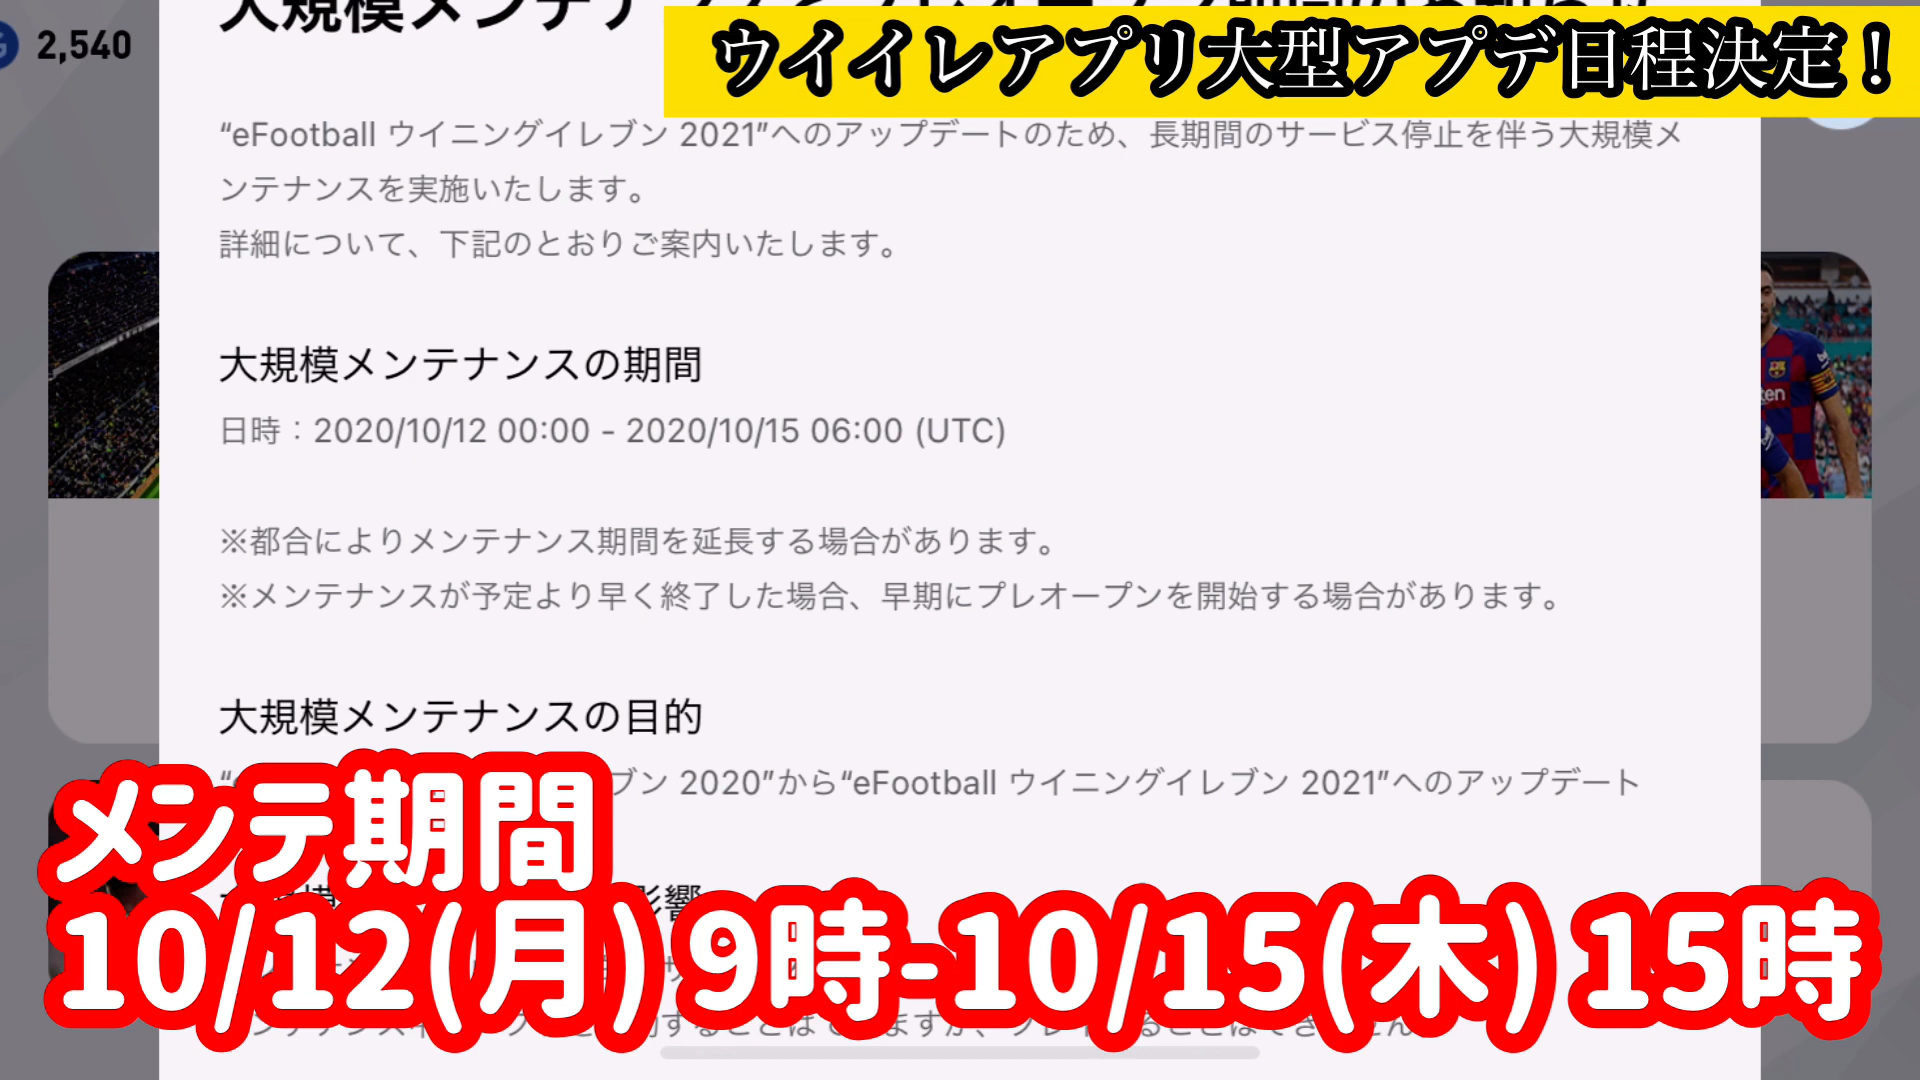 2,540
大規模メンテナ
ウイイレアプリ大型アプデ日程決定！
“eFootball ウイニングイレブン 2021”へのアップデートのため、長期間のサービス停止を伴う大規模メ
ンテナンスを実施いたします。
詳細について、下記のとおりご案内いたします。
大規模メンテナンスの期間
日時：2020/10/12 00:00 - 2020/10/15 06:00 (UTC)
※都合によりメンテナンス期間を延長する場合があります。
※メンテナンスが予定より早く終了した場合、早期にプレオープンを開始する場合があります。
大規模メンテナンスの目的
ブン 2020”から“eFootball ウイニングイレブン 2021”へのアップデート
メンテ期間
影響
10/12(月) 9時-10/15(木) 15時